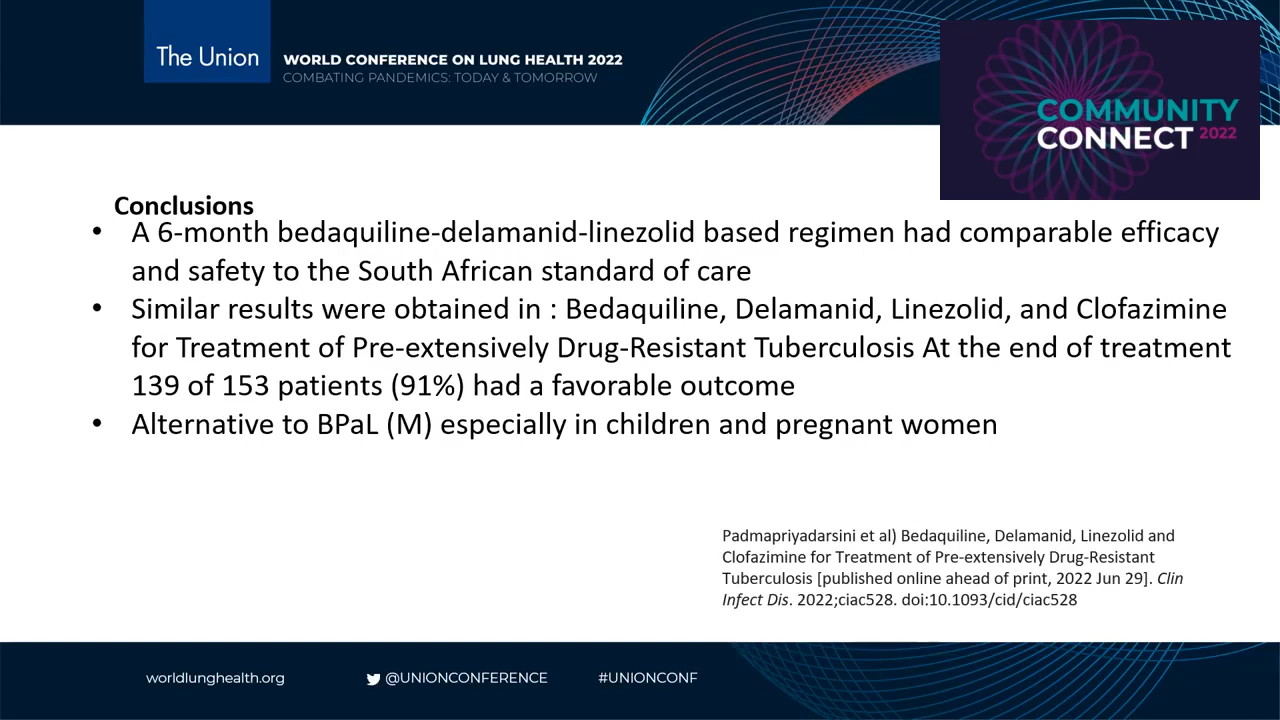 The Union
WORLD CONFERENCE ON LUNG HEALTH 2022
COMBATING PANDEMICS: TODAY & TOMORROW
COMMUNITY
CONNECT 2022
Conclusions
• A 6-month bedaquiline-delamanid-linezolid based regimen had comparable efficacy
and safety to the South African standard of care
• Similar results were obtained in : Bedaquiline, Delamanid, Linezolid, and Clofazimine
for Treatment of Pre-extensively Drug-Resistant Tuberculosis At the end of treatment
139 of 153 patients (91%) had a favorable outcome
• Alternative to BPaL (M) especially in children and pregnant women
Padmapriyadarsini et al) Bedaquiline, Delamanid, Linezolid and
Clofazimine for Treatment of Pre-extensively Drug-Resistant
Tuberculosis [published online ahead of print, 2022 Jun 29]. Clin
Infect Dis. 2022;ciac528. doi:10.1093/cid/ciac528
worldlunghealth.org
@UNIONCONFERENCE
#UNIONCONF